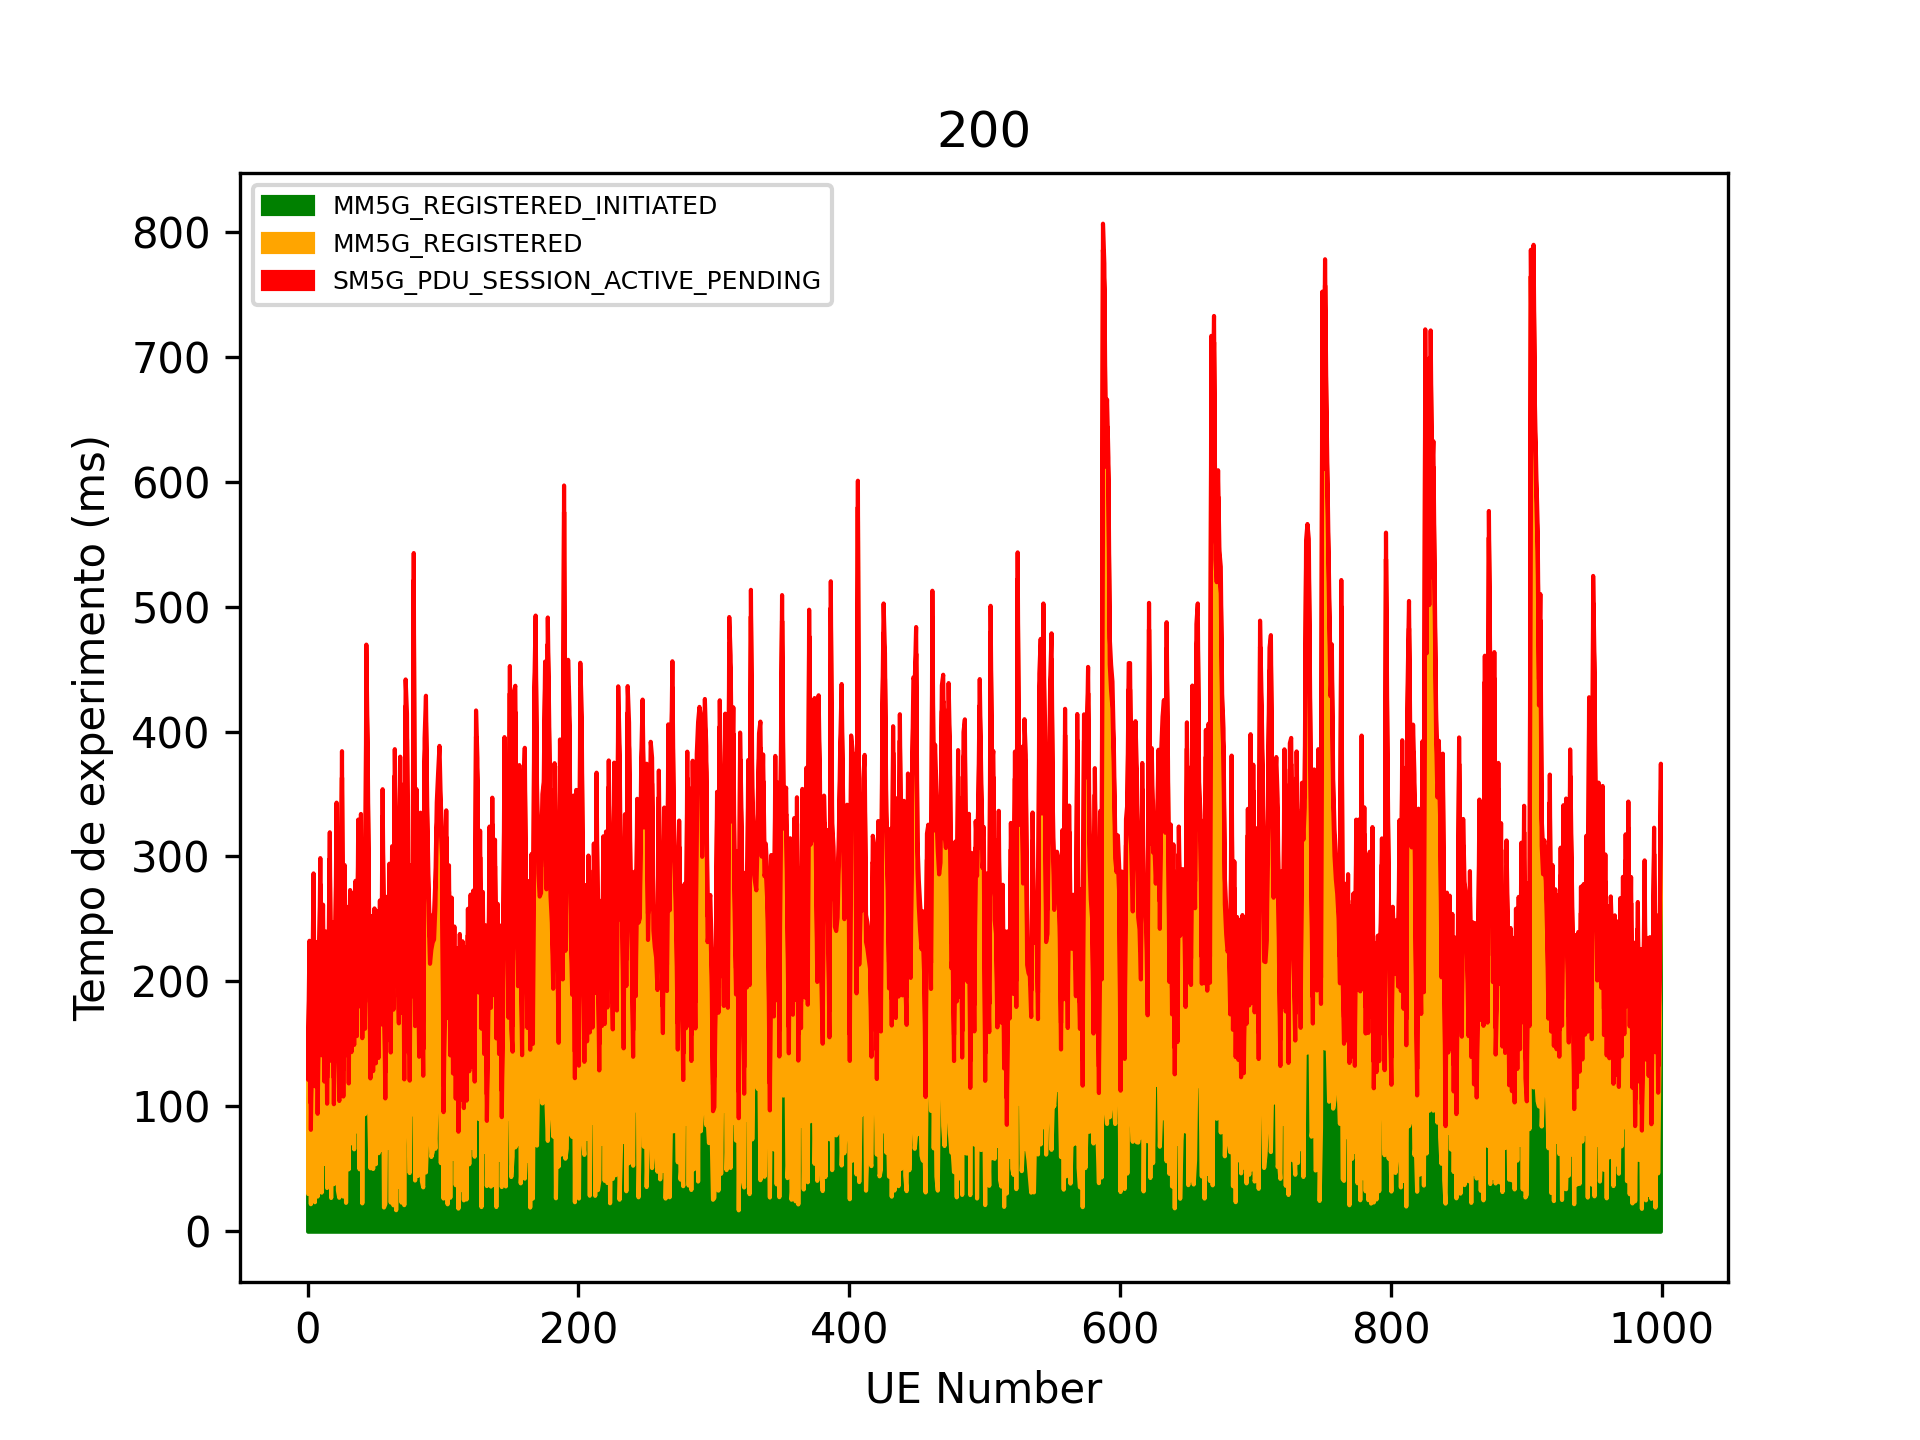 200
MM5G_REGISTERED_INITIATED
MM5G_REGISTERED
SM5G_PDU_SESSION_ACTIVE_PENDING
Tempo de experimento (ms)
800
700
600
500
400
300
200
100
0
0 200 400 600 800 1000
UE Number